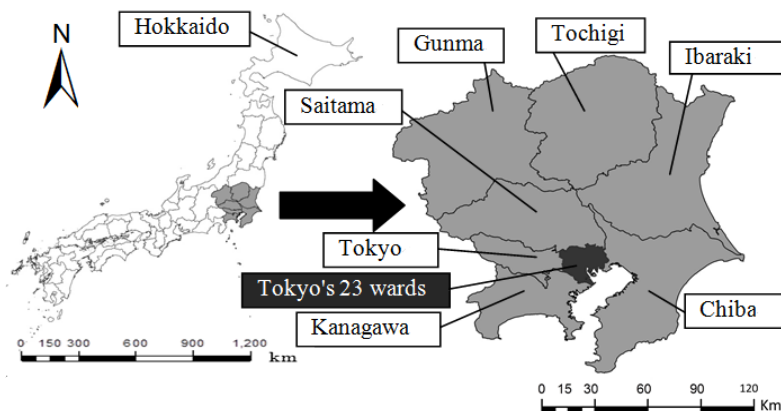 N
Hokkaido
Gunma
Tochigi
Ibaraki
Saitama
Tokyo
Tokyo's 23 wards
Kanagawa
Chiba
0 150 300 600 900 1,200
km
0 15 30 60 90 120
Km